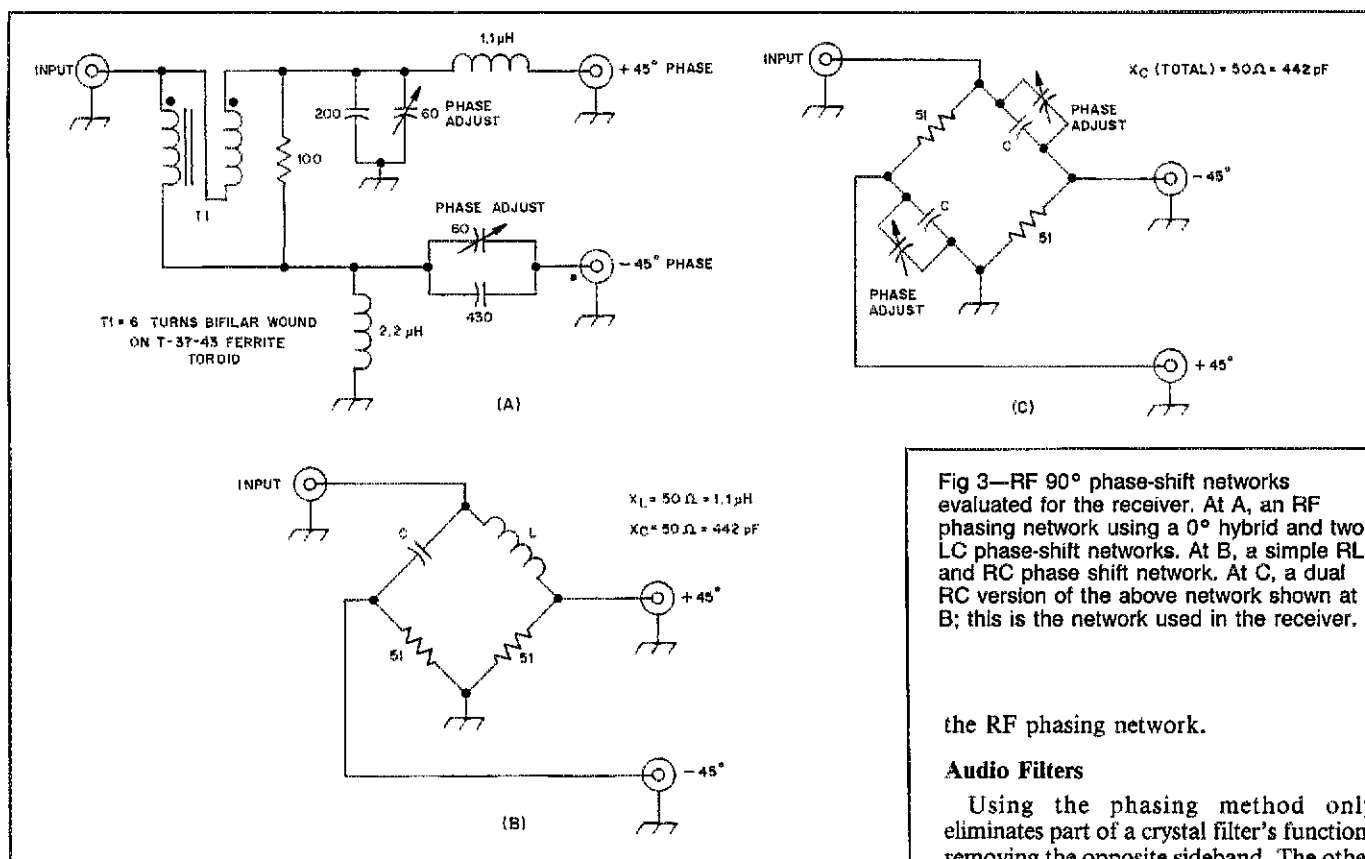 INPUT
1.1µH
+45° PHASE
200
60
PHASE
ADJUST
100
T1
PHASE ADJUST
60
430
-45° PHASE
2.2 µH
T1 = 6 TURNS BIFILAR WOUND
ON T-37-43 FERRITE
TOROID
(A)
INPUT
XC (TOTAL) = 50Ω = 442 pF
PHASE
ADJUST
51
C
-45°
C
51
PHASE
ADJUST
+45°
(C)
INPUT
XL = 50 Ω = 1.1 µH
XC = 50 Ω = 442 pF
C
L
+45°
51
51
-45°
(B)
Fig 3—RF 90° phase-shift networks
evaluated for the receiver. At A, an RF
phasing network using a 0° hybrid and two
LC phase-shift networks. At B, a simple RL
and RC phase shift network. At C, a dual
RC version of the above network shown at
B; this is the network used in the receiver.
the RF phasing network.
Audio Filters
Using the phasing method only
eliminates part of a crystal filter's function:
removing the opposite sideband. The othe